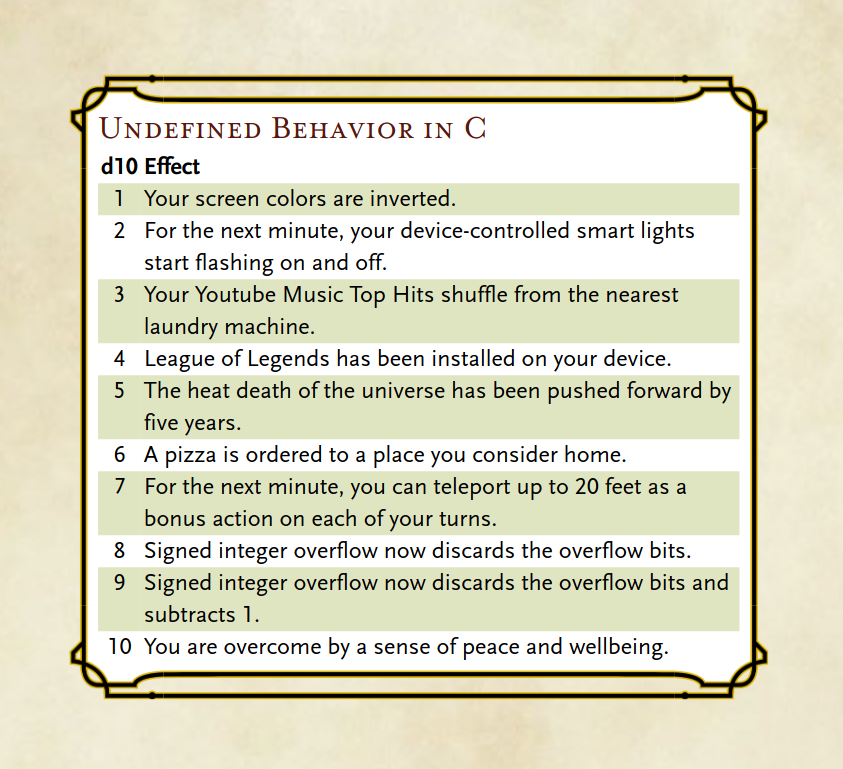 Undefined Behavior in C
d10 Effect
1 Your screen colors are inverted.
2 For the next minute, your device-controlled smart lights
start flashing on and off.
3 Your Youtube Music Top Hits shuffle from the nearest
laundry machine.
4 League of Legends has been installed on your device.
5 The heat death of the universe has been pushed forward by
five years.
6 A pizza is ordered to a place you consider home.
7 For the next minute, you can teleport up to 20 feet as a
bonus action on each of your turns.
8 Signed integer overflow now discards the overflow bits.
9 Signed integer overflow now discards the overflow bits and
subtracts 1.
10 You are overcome by a sense of peace and wellbeing.